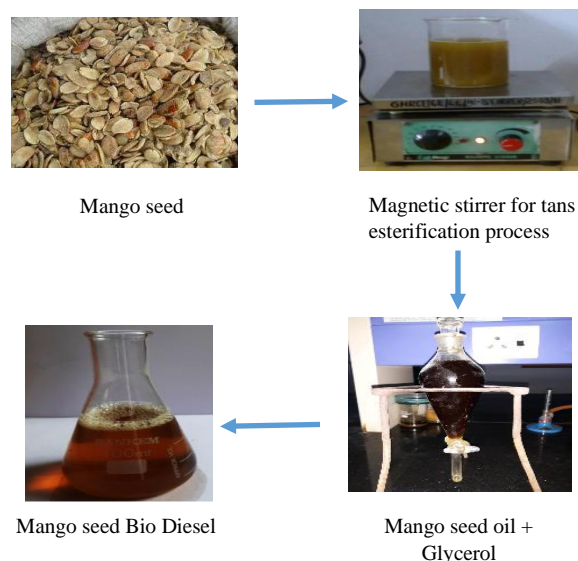 Mango seed
Magnetic stirrer for tans
esterification process
Mango seed Bio Diesel
Mango seed oil +
Glycerol